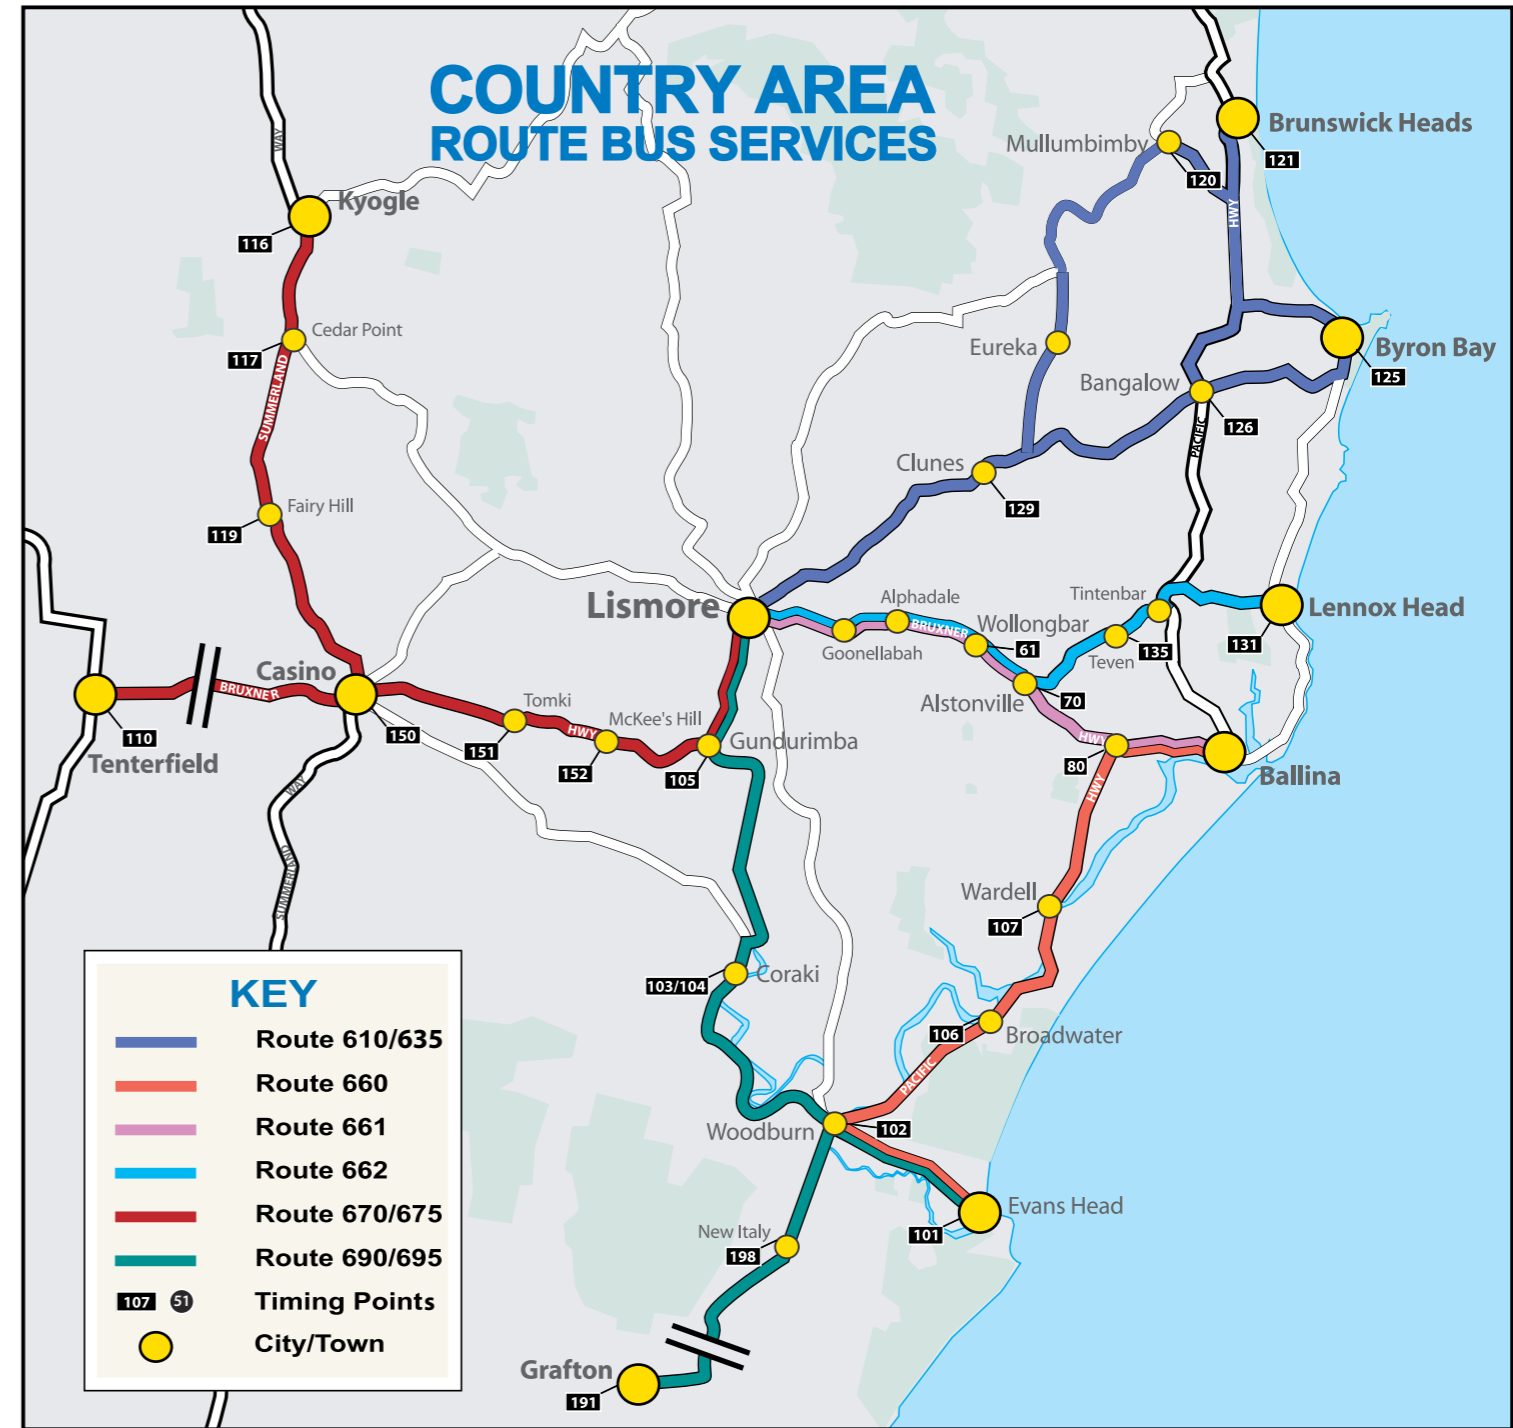 COUNTRY AREA
ROUTE BUS SERVICES
Brunswick Heads
121
Mullumbimby
120
WAY
Kyogle
116
HWY
Cedar Point
117
Eureka
Byron Bay
125
Bangalow
126
SUMMERLAND
PACIFIC
Clunes
129
Fairy Hill
119
Lismore
Alphadale
BRUXNER
Goonellabah
Wollongbar
61
Tintenbar
135
Teven
Lennox Head
131
Alstonville
70
Casino
150
BRUXNER
110
Tenterfield
Tomki
151
HWY
McKee's Hill
152
Gundurimba
105
HWY
80
Ballina
HWY
WAY
SUMMERLAND
Wardell
107
Coraki
103/104
106
Broadwater
PACIFIC
Woodburn
102
Evans Head
101
New Italy
198
Grafton
191
KEY
Route 610/635
Route 660
Route 661
Route 662
Route 670/675
Route 690/695
107 51 Timing Points
City/Town